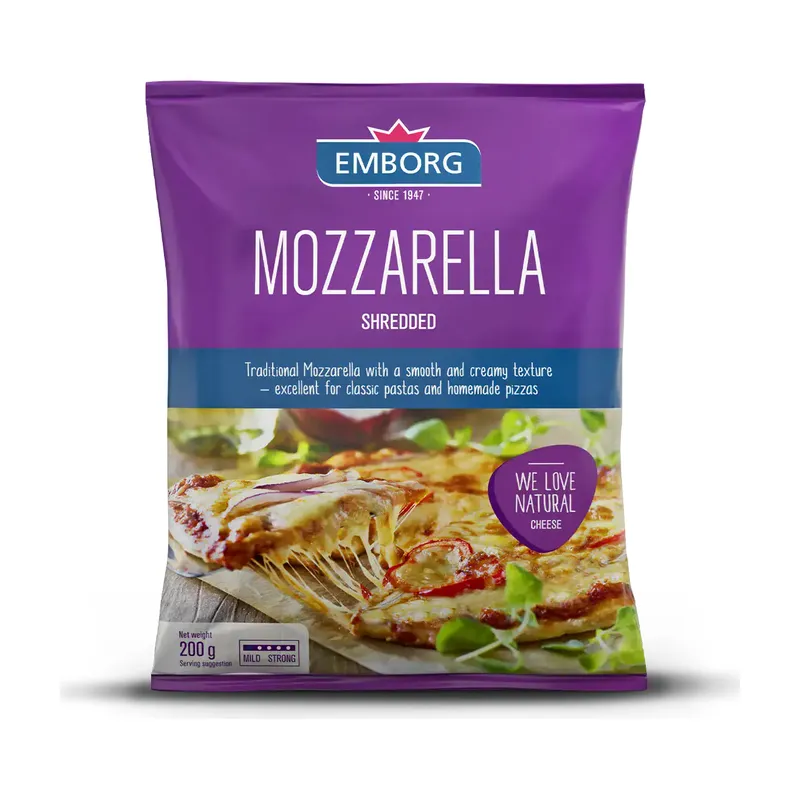 EMBORG
· SINCE 1947 ·
MOZZARELLA
SHREDDED
Traditional Mozzarella with a smooth and creamy texture
– excellent for classic pastas and homemade pizzas
WE LOVE
NATURAL
CHEESE
Net weight
200 g
Serving suggestion
MILD STRONG